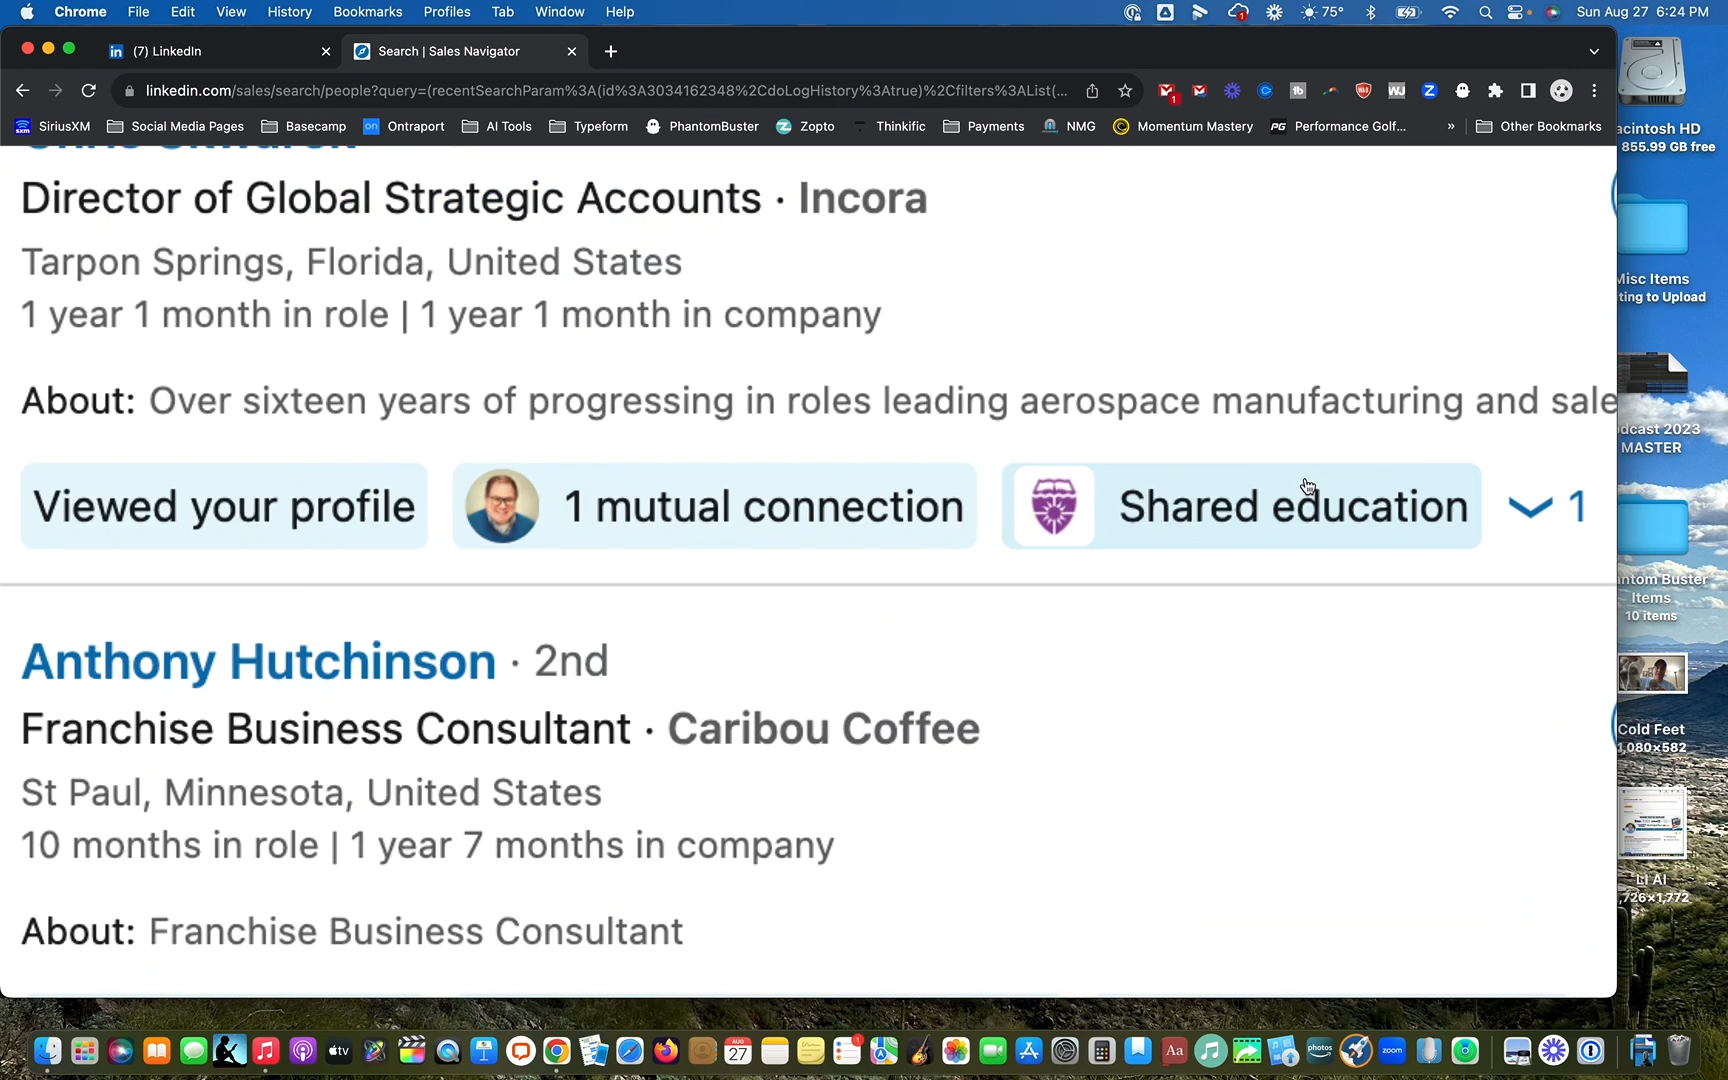 Chrome File Edit View History Bookmarks Profiles Tab Window Help 1 75° Sun Aug 27 6:24 PM
(7) LinkedIn
Search | Sales Navigator
linkedin.com/sales/search/people?query=(recentSearchParam%3A(id%3A3034162348%2CdoLogHistory%3Atrue)%2Cfilters%3AList(...
SiriusXM Social Media Pages Basecamp Ontraport AI Tools Typeform PhantomBuster Zopto Thinkific Payments NMG Momentum Mastery Performance Golf... » Other Bookmarks
Director of Global Strategic Accounts · Incora
Tarpon Springs, Florida, United States
1 year 1 month in role | 1 year 1 month in company
About: Over sixteen years of progressing in roles leading aerospace manufacturing and sale
Viewed your profile
1 mutual connection
Shared education
1
Anthony Hutchinson · 2nd
Franchise Business Consultant · Caribou Coffee
St Paul, Minnesota, United States
10 months in role | 1 year 7 months in company
About: Franchise Business Consultant
acintosh HD
855.99 GB free
Misc Items
ting to Upload
dcast 2023
MASTER
ntom Buster
Items
10 items
Cold Feet
1,080×582
LI AI
,726×1,772
AUG
27
tv
Aa
photos
zoom